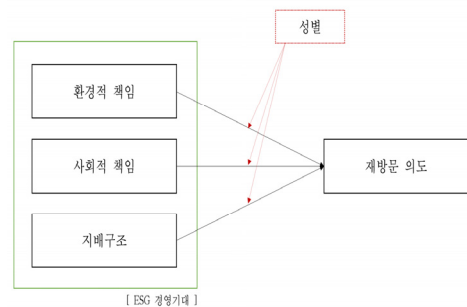 성별
환경적 책임
사회적 책임
재방문 의도
지배구조
[ ESG 경영기대 ]